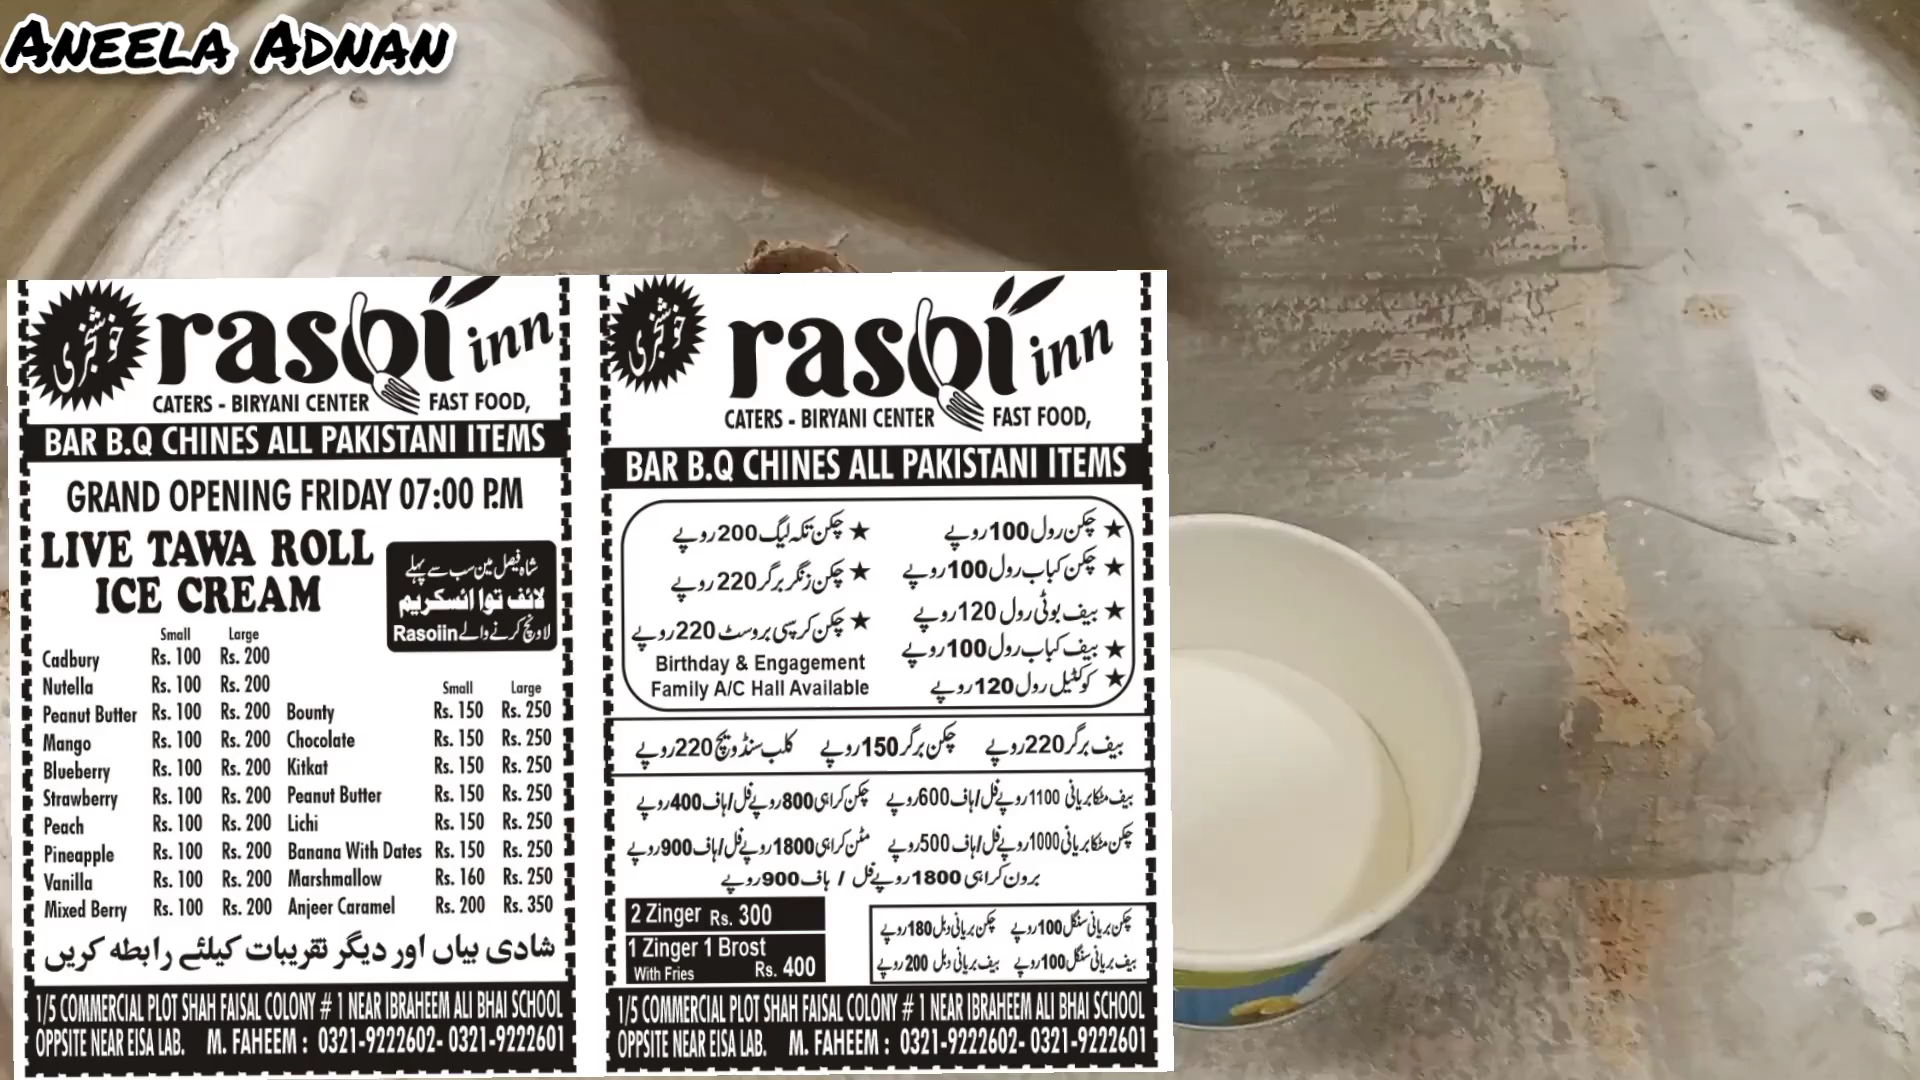 ANEELA ADNAN
خوشخبری
rasoi inn
CATERS - BIRYANI CENTER FAST FOOD,
BAR B.Q CHINES ALL PAKISTANI ITEMS
GRAND OPENING FRIDAY 07:00 P.M
LIVE TAWA ROLL
ICE CREAM
شاہ فیصل مین سب سے پہلے
لائف توا ائسکریم
لاونچ کرنے والے Rasoiin
Small Large
Cadbury Rs. 100 Rs. 200
Nutella Rs. 100 Rs. 200
Peanut Butter Rs. 100 Rs. 200
Mango Rs. 100 Rs. 200
Blueberry Rs. 100 Rs. 200
Strawberry Rs. 100 Rs. 200
Peach Rs. 100 Rs. 200
Pineapple Rs. 100 Rs. 200
Vanilla Rs. 100 Rs. 200
Mixed Berry Rs. 100 Rs. 200
Small Large
Bounty Rs. 150 Rs. 250
Chocolate Rs. 150 Rs. 250
Kitkat Rs. 150 Rs. 250
Peanut Butter Rs. 150 Rs. 250
Lichi Rs. 150 Rs. 250
Banana With Dates Rs. 150 Rs. 250
Marshmallow Rs. 160 Rs. 250
Anjeer Caramel Rs. 200 Rs. 350
شادی بیاں اور دیگر تقریبات کیلئے رابطہ کریں
1/5 COMMERCIAL PLOT SHAH FAISAL COLONY # 1 NEAR IBRAHEEM ALI BHAI SCHOOL
OPPSITE NEAR EISA LAB. M. FAHEEM : 0321-9222602- 0321-9222601
خوشخبری
rasoi inn
CATERS - BIRYANI CENTER FAST FOOD,
BAR B.Q CHINES ALL PAKISTANI ITEMS
★ چکن رول 100 روپے
★ چکن کباب رول 100 روپے
★ بیف بوٹی رول 120 روپے
★ بیف کباب رول 100 روپے
★ کوکٹیل رول 120 روپے
★ چکن تکہ لیگ 200 روپے
★ چکن زنگر برگر 220 روپے
★ چکن کرسپی بروسٹ 220 روپے
Birthday & Engagement
Family A/C Hall Available
بیف برگر 220 روپے چکن برگر 150 روپے کلب سنڈویچ 220 روپے
بیف مٹکا بریانی 1100 روپے فل / ہاف 600 روپے چکن کراہی 800 روپے فل / ہاف 400 روپے
چکن مٹکا بریانی 1000 روپے فل / ہاف 500 روپے مٹن کراہی 1800 روپے فل / ہاف 900 روپے
برون کراہی 1800 روپے فل / ہاف 900 روپے
2 Zinger Rs. 300
1 Zinger 1 Brost
With Fries Rs. 400
چکن بریانی سنگل 100 روپے چکن بریانی دبل 180 روپے
بیف بریانی سنگل 100 روپے بیف بریانی دبل 200 روپے
1/5 COMMERCIAL PLOT SHAH FAISAL COLONY # 1 NEAR IBRAHEEM ALI BHAI SCHOOL
OPPSITE NEAR EISA LAB. M. FAHEEM : 0321-9222602- 0321-9222601